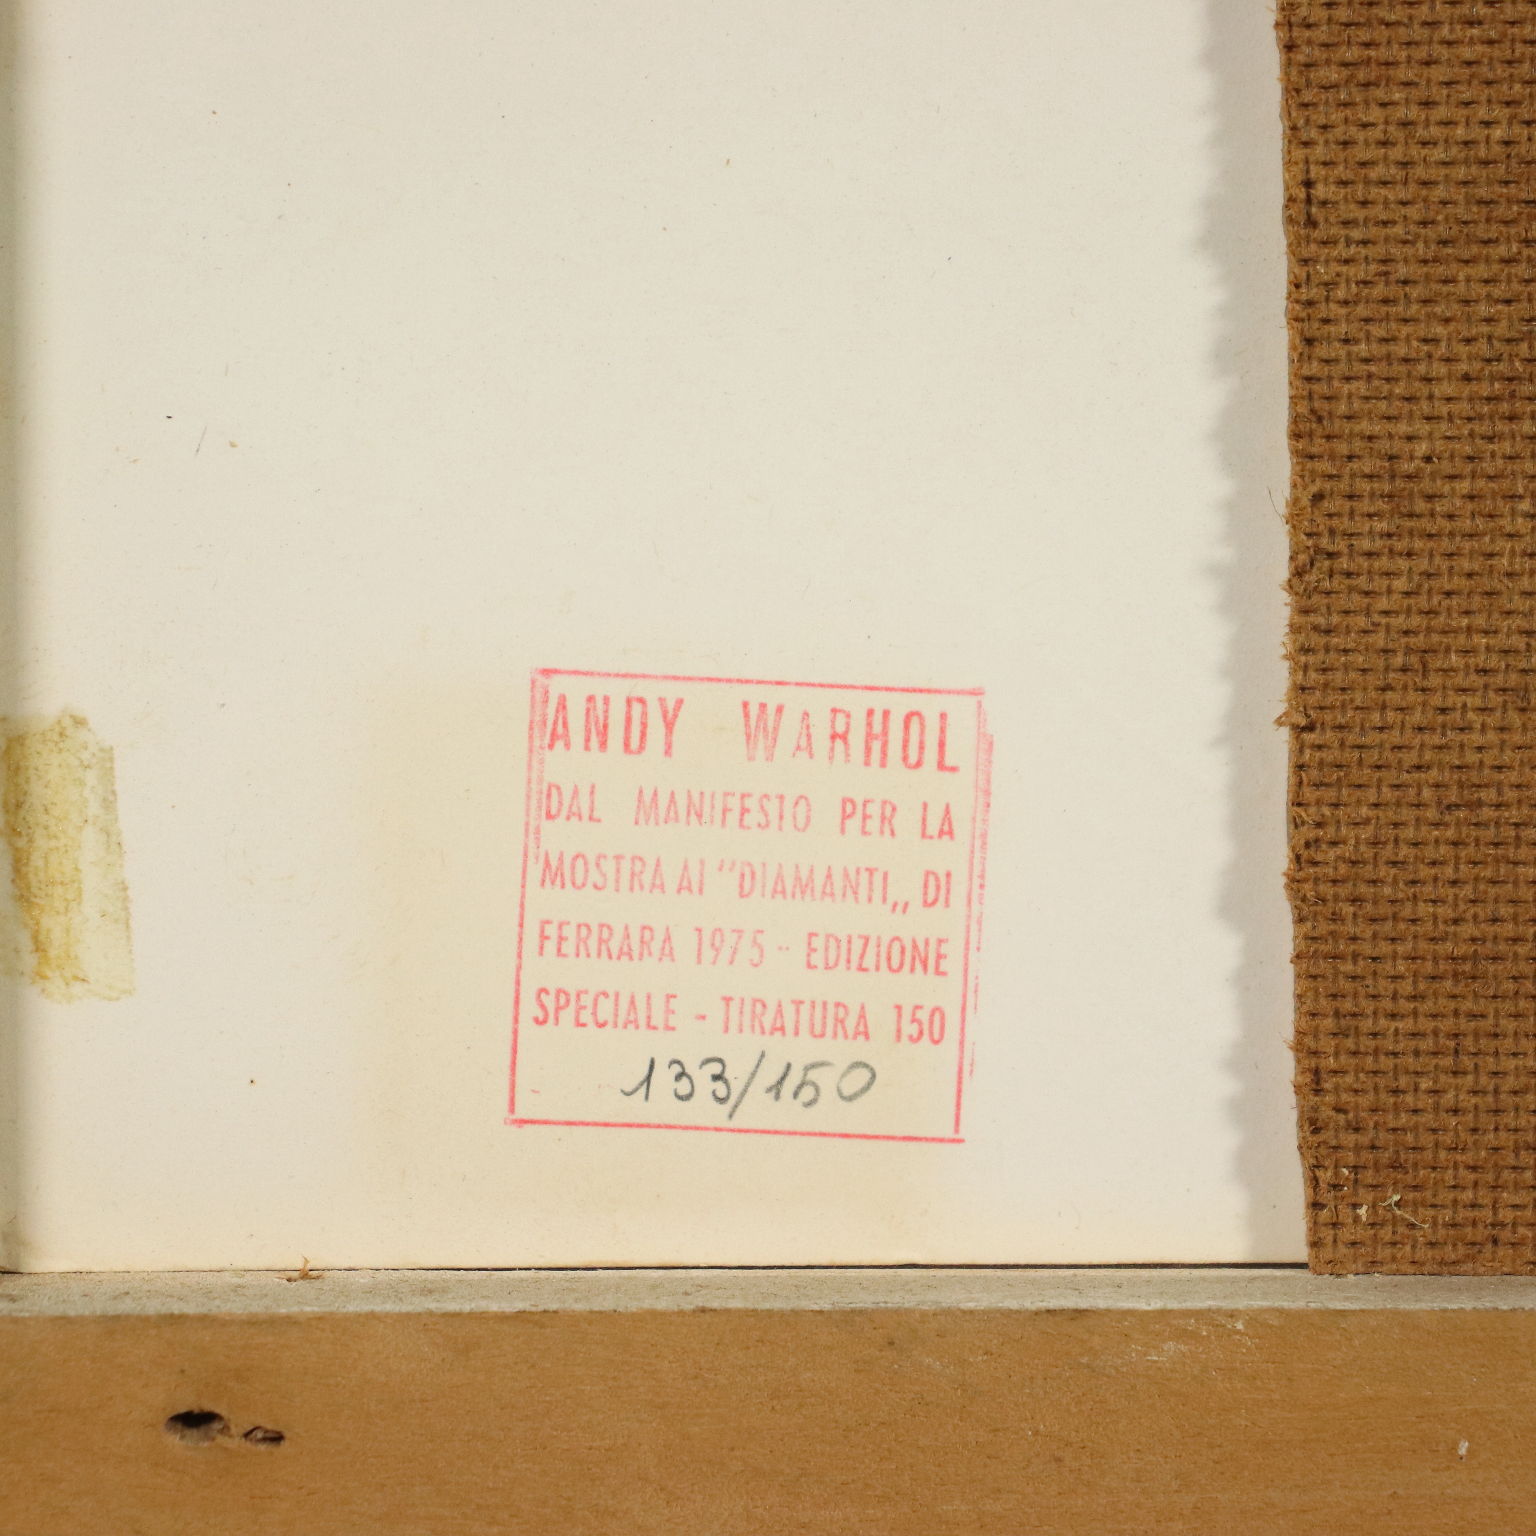 ANDY WARHOL
DAL MANIFESTO PER LA
MOSTRA AI "DIAMANTI,, DI
FERRARA 1975 - EDIZIONE
SPECIALE - TIRATURA 150
133/150